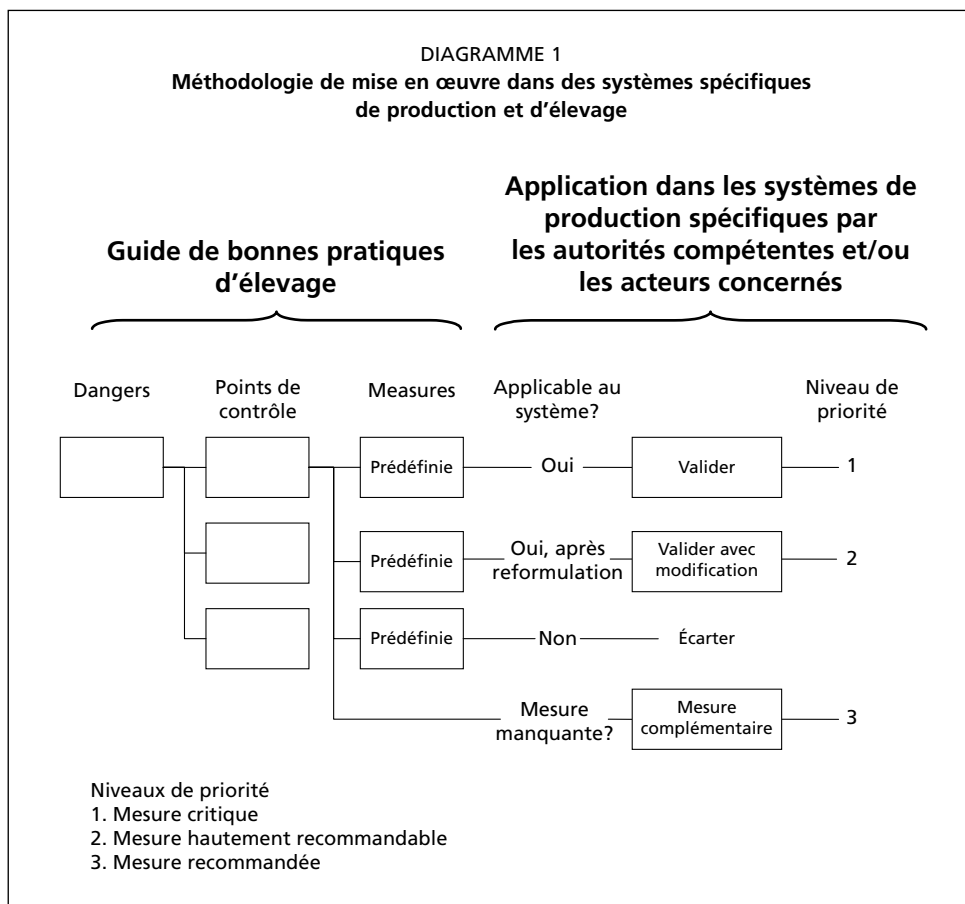 DIAGRAMME 1
Méthodologie de mise en œuvre dans des systèmes spécifiques
de production et d'élevage
Guide de bonnes pratiques
d'élevage
Application dans les systèmes de
production spécifiques par
les autorités compétentes et/ou
les acteurs concernés
Dangers
Points de
contrôle
Measures
Applicable au
système?
Niveau de
priorité
Prédéfinie
Oui
Valider
1
Prédéfinie
Oui, après
reformulation
Valider avec
modification
2
Prédéfinie
Non
Écarter
Mesure
manquante?
Mesure
complémentaire
3
Niveaux de priorité
1. Mesure critique
2. Mesure hautement recommandable
3. Mesure recommandée